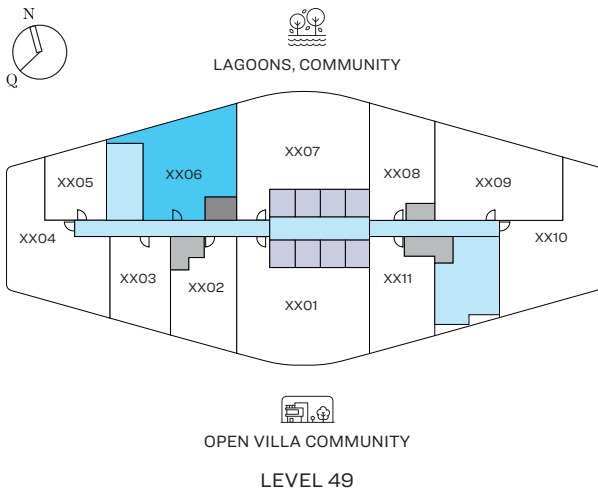 N
Q
LAGOONS, COMMUNITY
XX07
XX06
XX08
XX05
XX09
XX04
XX10
XX03
XX02
XX01
XX11
OPEN VILLA COMMUNITY
LEVEL 49